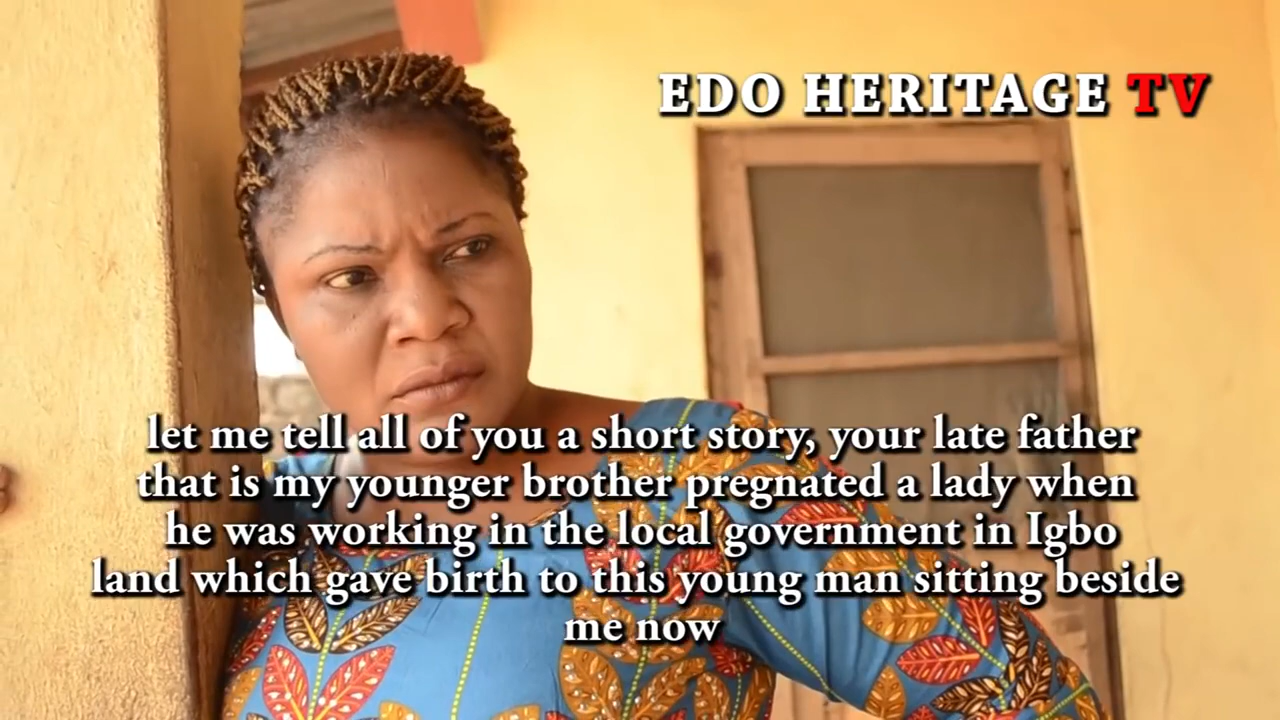 EDO HERITAGE TV
let me tell all of you a short story, your late father
that is my younger brother pregnated a lady when
he was working in the local government in Igbo
land which gave birth to this young man sitting beside
me now